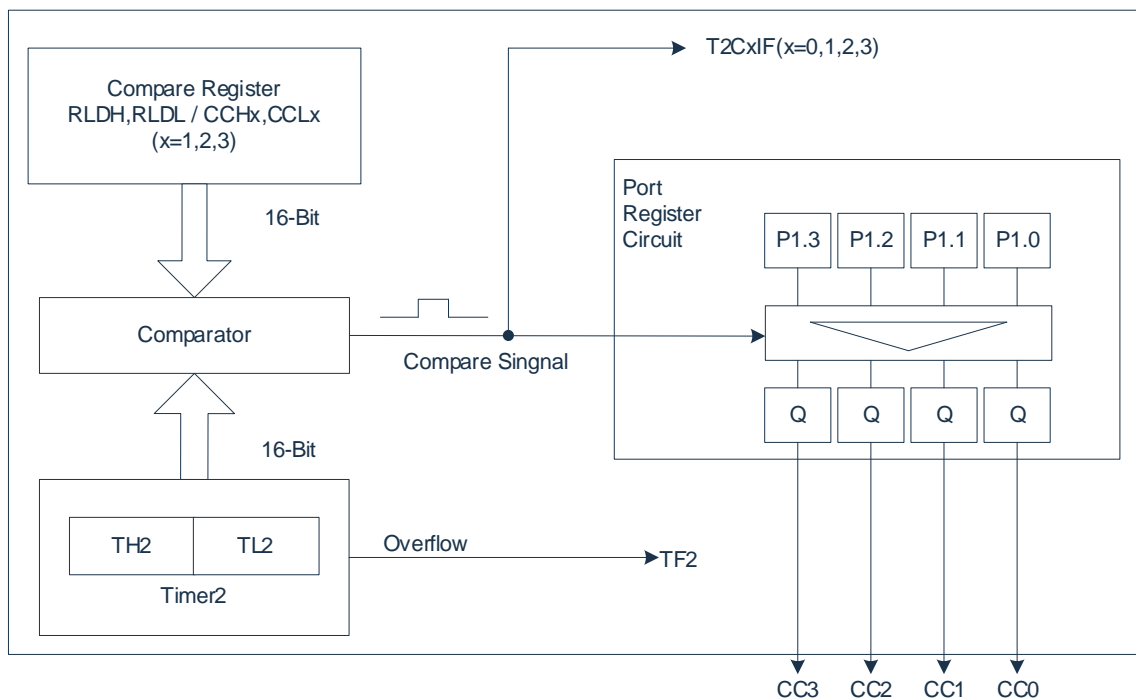 T2CxIF(x=0,1,2,3)
Compare Register
RLDH,RLDL / CCHx,CCLx
(x=1,2,3)
16-Bit
Port
Register
Circuit
P1.3 P1.2 P1.1 P1.0
Comparator
Compare Singnal
Q Q Q Q
16-Bit
TH2 TL2
Timer2
Overflow
TF2
CC3 CC2 CC1 CC0